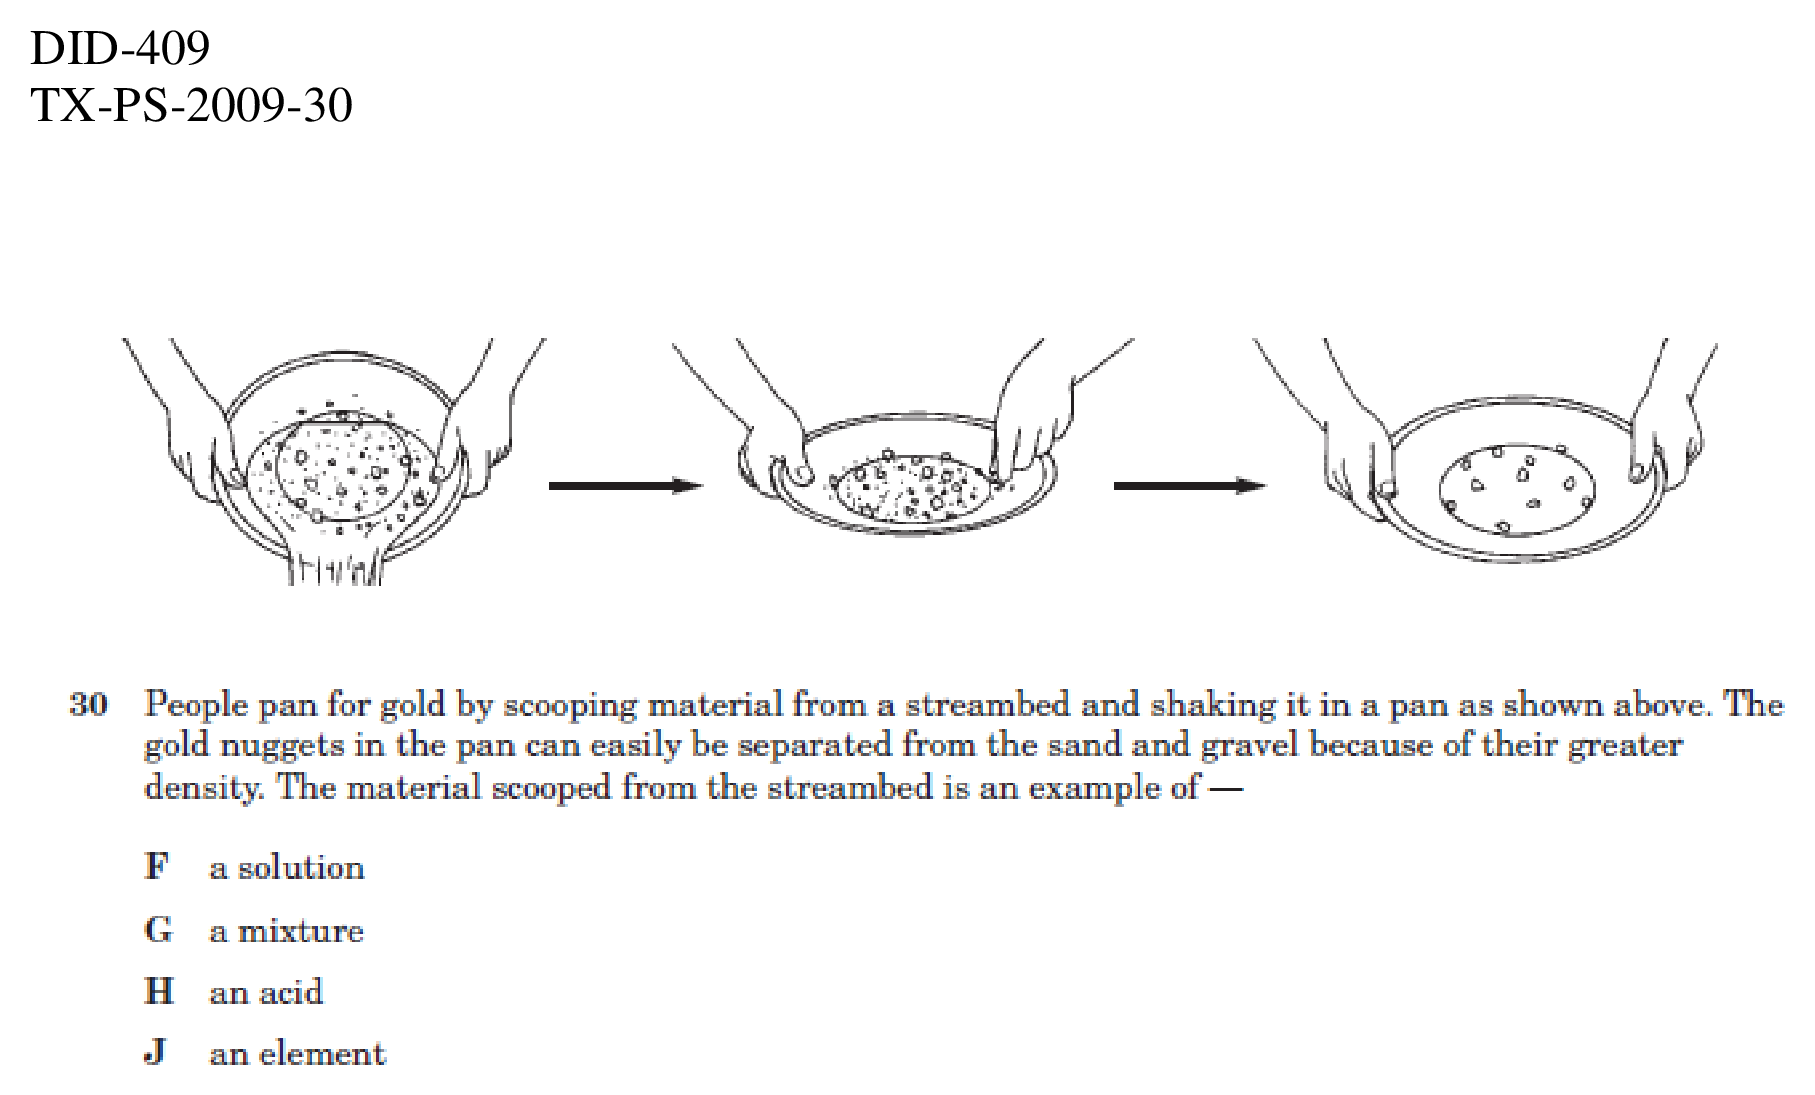 DID-409
TX-PS-2009-30
30 People pan for gold by scooping material from a streambed and shaking it in a pan as shown above. The
gold nuggets in the pan can easily be separated from the sand and gravel because of their greater
density. The material scooped from the streambed is an example of —
F a solution
G a mixture
H an acid
J an element